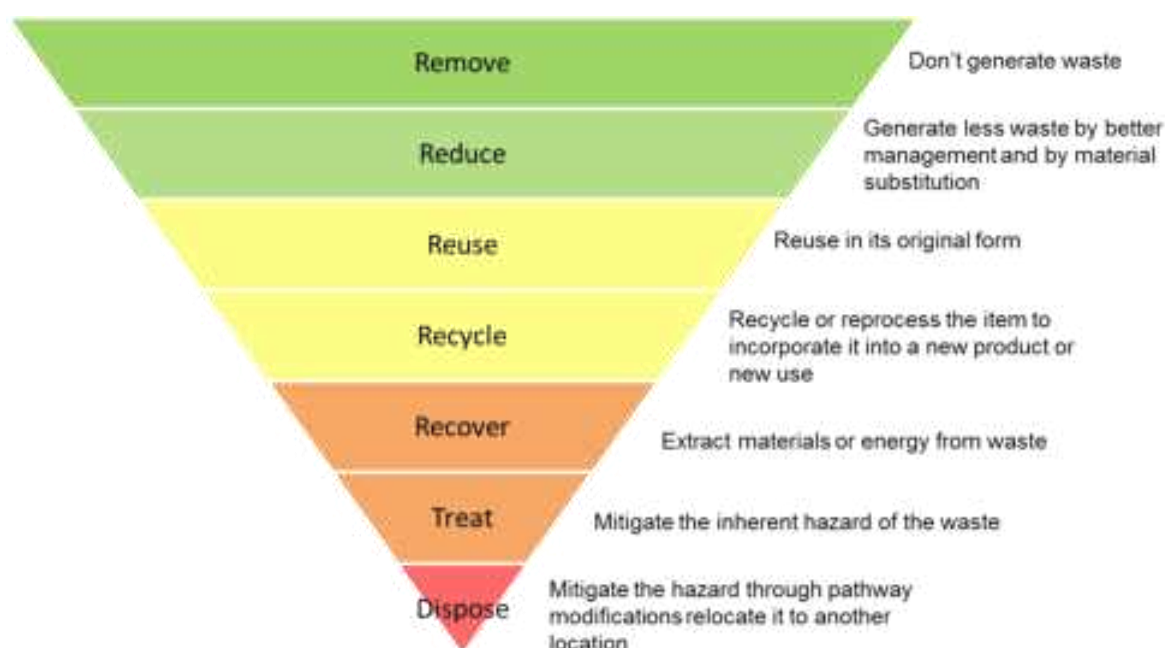 Remove
Don't generate waste
Reduce
Generate less waste by better
management and by material
substitution
Reuse
Reuse in its original form
Recycle
Recycle or reprocess the item to
incorporate it into a new product or
new use
Recover
Extract materials or energy from waste
Treat
Mitigate the inherent hazard of the waste
Dispose
Mitigate the hazard through pathway
modifications relocate it to another
location